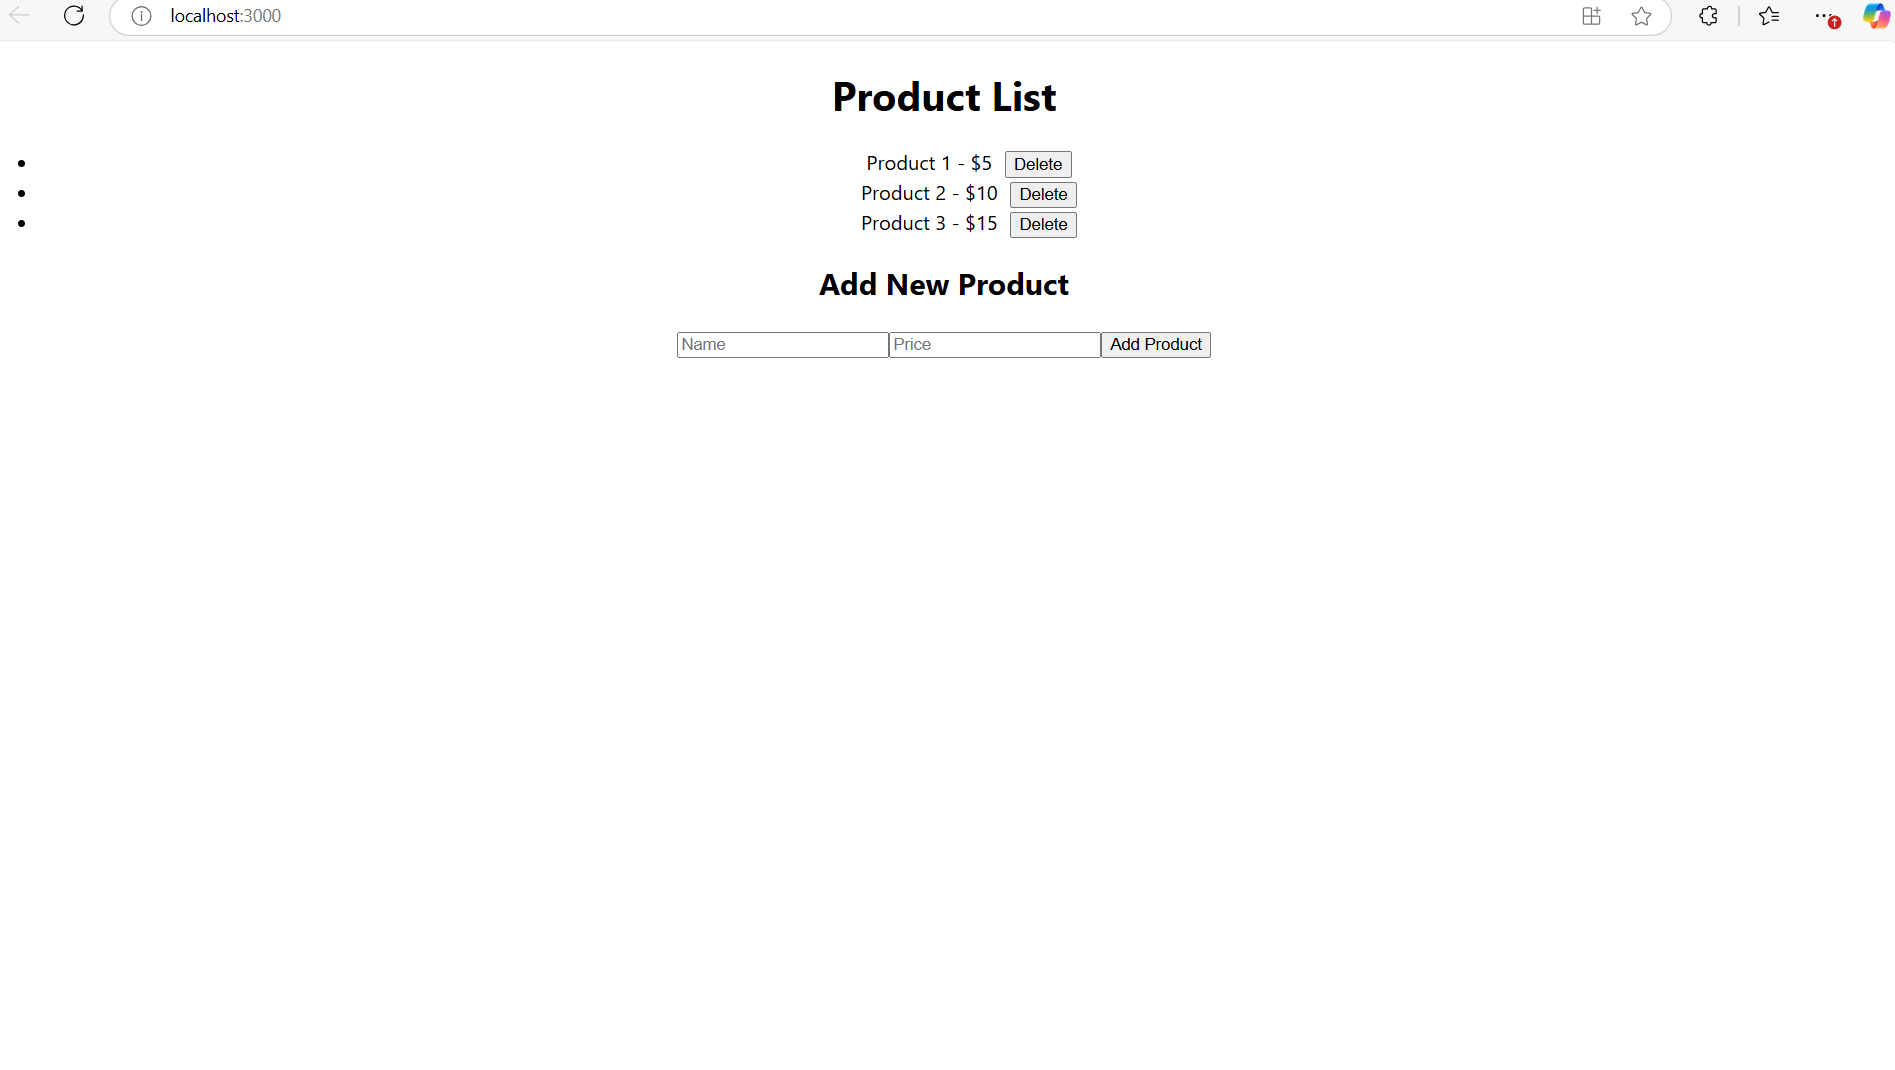 localhost:3000
Product List
Product 1 - $5 Delete
Product 2 - $10 Delete
Product 3 - $15 Delete
Add New Product
Name Price Add Product